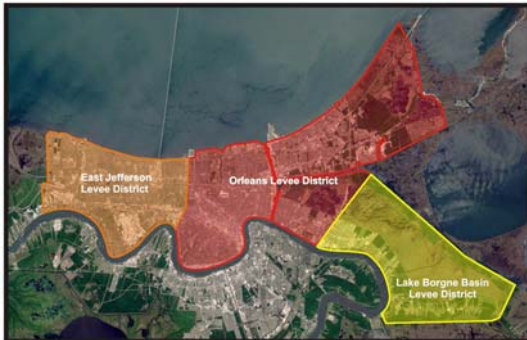 East Jefferson
Levee District
Orleans Levee District
Lake Borgne Basin
Levee District